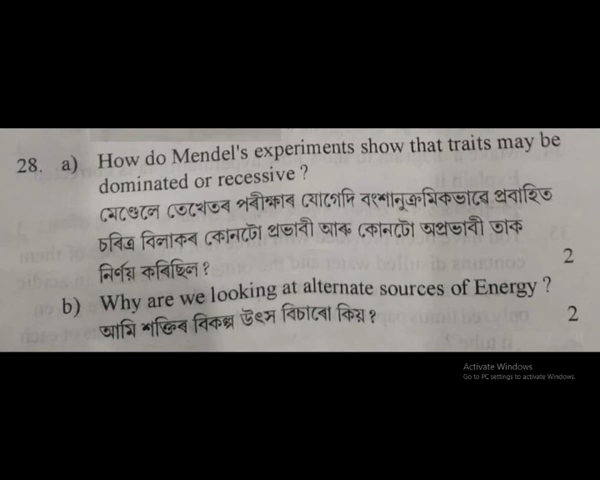 28. a) How do Mendel's experiments show that traits may be
dominated or recessive ?
মেণ্ডেলে তেখেতৰ পৰীক্ষাৰ যোগেদি বংশানুক্ৰমিকভাৱে প্ৰবাহিত
চৰিত্ৰ বিলাকৰ কোনটো প্ৰভাবী আৰু কোনটো অপ্ৰভাবী তাক
নিৰ্ণয় কৰিছিল ?
2
b) Why are we looking at alternate sources of Energy ?
আমি শক্তিৰ বিকল্প উৎস বিচাৰো কিয় ?
2
Activate Windows
Go to PC settings to activate Windows.